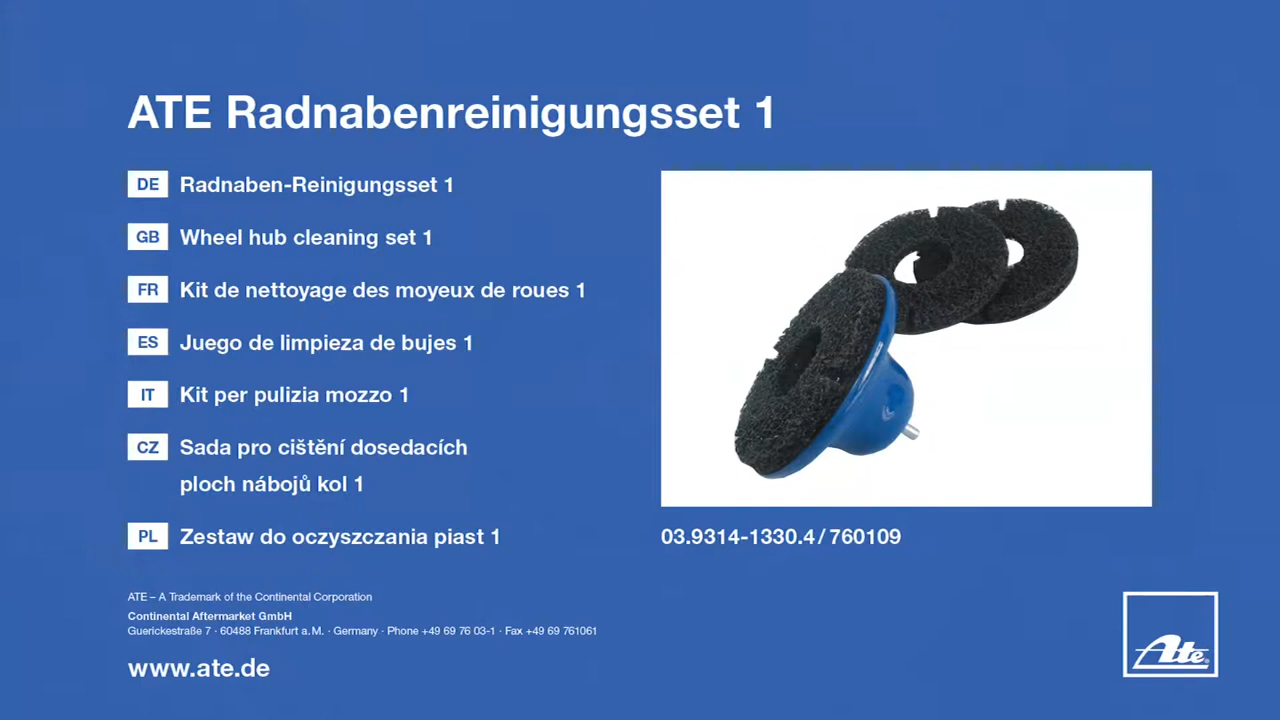 ATE Radnabenreinigungsset 1
DE Radnaben-Reinigungsset 1
GB Wheel hub cleaning set 1
FR Kit de nettoyage des moyeux de roues 1
ES Juego de limpieza de bujes 1
IT Kit per pulizia mozzo 1
CZ Sada pro cištění dosedacích
ploch nábojů kol 1
PL Zestaw do oczyszczania piast 1
03.9314-1330.4 / 760109
ATE – A Trademark of the Continental Corporation
Continental Aftermarket GmbH
Guerickestraße 7 · 60488 Frankfurt a. M. · Germany · Phone +49 69 76 03-1 · Fax +49 69 761061
www.ate.de
Ate®